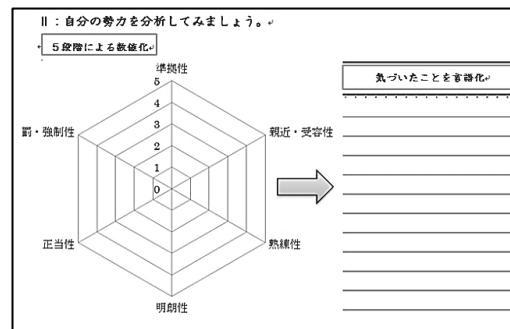 Ⅱ：自分の勢力を分析してみましょう。
５段階による数値化
準拠性
5
4
3
2
1
0
罰・強制性
親近・受容性
正当性
熟練性
明朗性
気づいたことを言語化